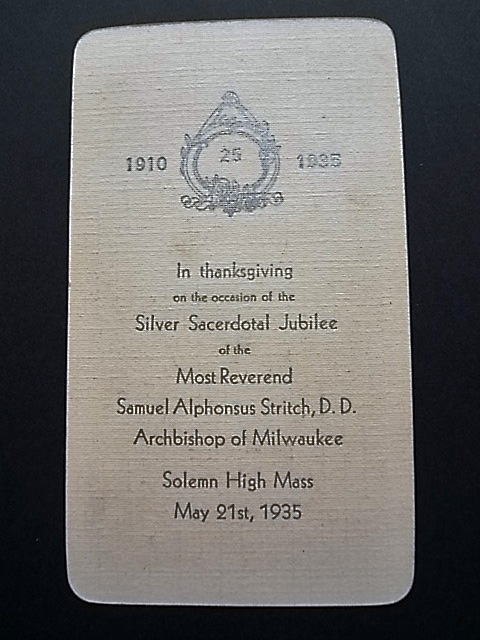 1910 25 1935
In thanksgiving
on the occasion of the
Silver Sacerdotal Jubilee
of the
Most Reverend
Samuel Alphonsus Stritch, D. D.
Archbishop of Milwaukee
Solemn High Mass
May 21st, 1935